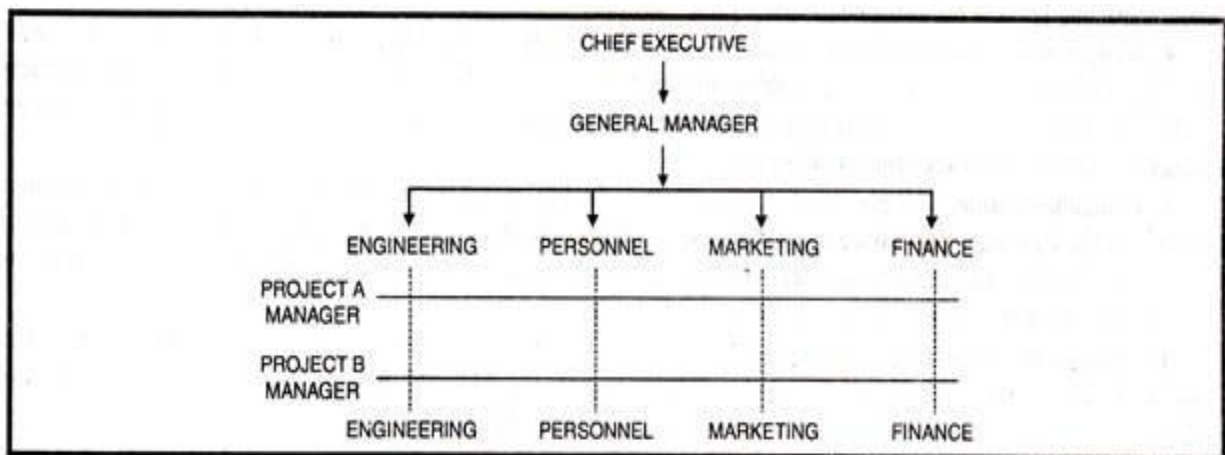 CHIEF EXECUTIVE
GENERAL MANAGER
ENGINEERING PERSONNEL MARKETING FINANCE
PROJECT A
MANAGER
PROJECT B
MANAGER
ENGINEERING PERSONNEL MARKETING FINANCE